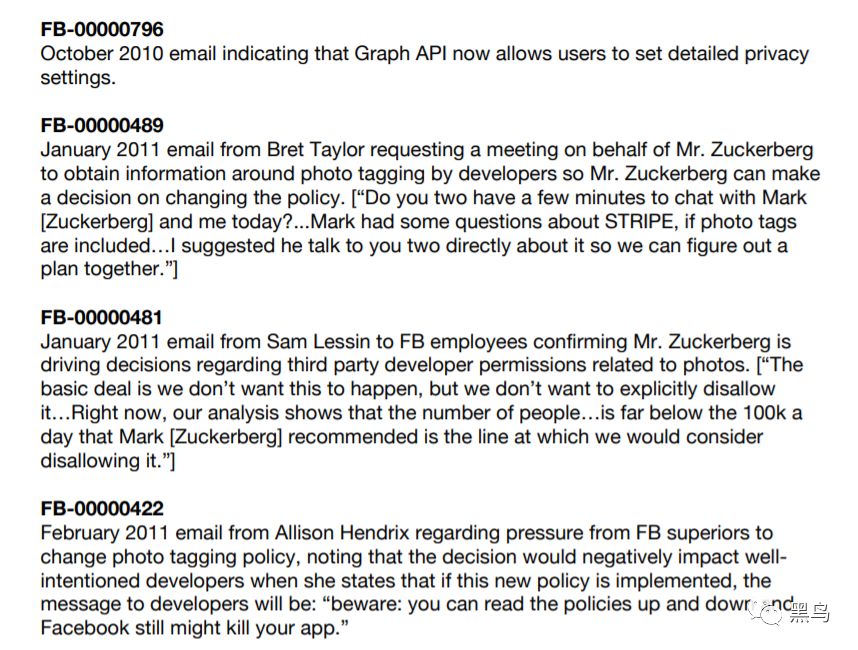 FB-00000796
October 2010 email indicating that Graph API now allows users to set detailed privacy
settings.
FB-00000489
January 2011 email from Bret Taylor requesting a meeting on behalf of Mr. Zuckerberg
to obtain information around photo tagging by developers so Mr. Zuckerberg can make
a decision on changing the policy. [“Do you two have a few minutes to chat with Mark
[Zuckerberg] and me today?...Mark had some questions about STRIPE, if photo tags
are included…I suggested he talk to you two directly about it so we can figure out a
plan together.”]
FB-00000481
January 2011 email from Sam Lessin to FB employees confirming Mr. Zuckerberg is
driving decisions regarding third party developer permissions related to photos. [“The
basic deal is we don’t want this to happen, but we don’t want to explicitly disallow
it…Right now, our analysis shows that the number of people…is far below the 100k a
day that Mark [Zuckerberg] recommended is the line at which we would consider
disallowing it.”]
FB-00000422
February 2011 email from Allison Hendrix regarding pressure from FB superiors to
change photo tagging policy, noting that the decision would negatively impact well-
intentioned developers when she states that if this new policy is implemented, the
message to developers will be: “beware: you can read the policies up and down and
Facebook still might kill your app.”
黑鸟